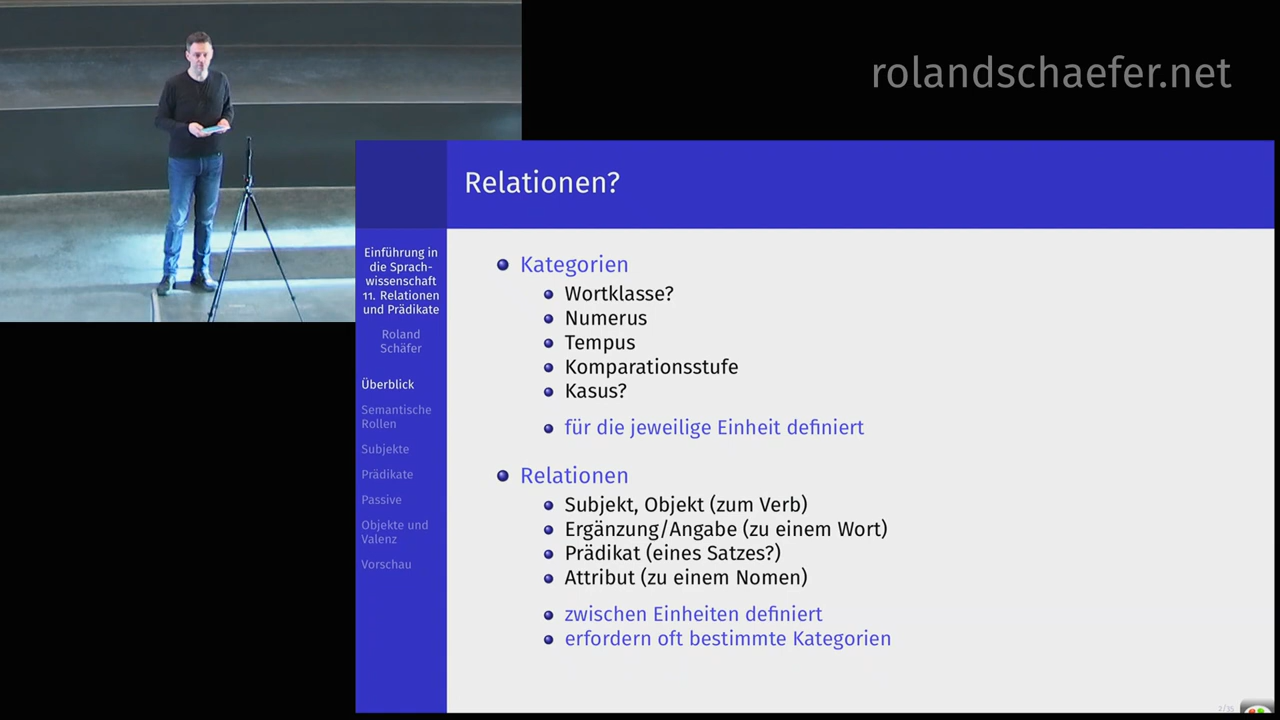 rolandschaefer.net
Relationen?
Einführung in
die Sprach-
wissenschaft
11. Relationen
und Prädikate
Roland
Schäfer
Überblick
Semantische
Rollen
Subjekte
Prädikate
Passive
Objekte und
Valenz
Vorschau
Kategorien
Wortklasse?
Numerus
Tempus
Komparationsstufe
Kasus?
für die jeweilige Einheit definiert
Relationen
Subjekt, Objekt (zum Verb)
Ergänzung/Angabe (zu einem Wort)
Prädikat (eines Satzes?)
Attribut (zu einem Nomen)
zwischen Einheiten definiert
erfordern oft bestimmte Kategorien